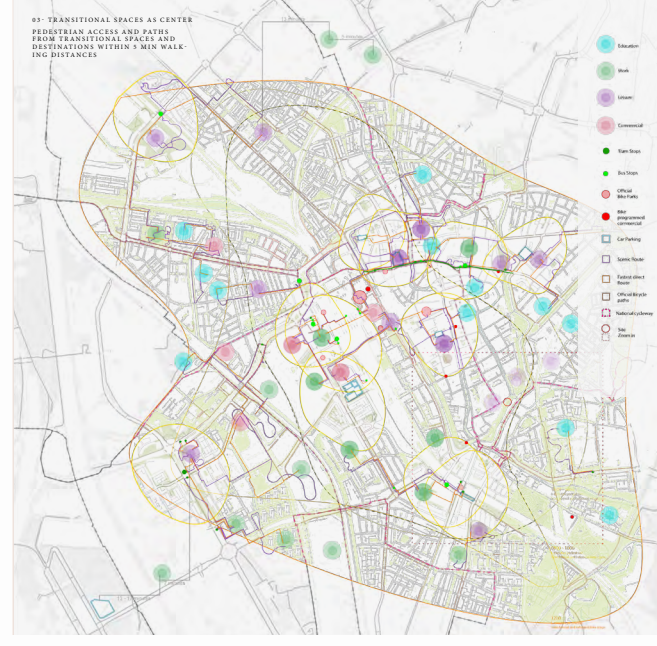 03- TRANSITIONAL SPACES AS CENTER
PEDESTRIAN ACCESS AND PATHS
FROM TRANSITIONAL SPACES AND
DESTINATIONS WITHIN 5 MIN WALK-
ING DISTANCES
Education
Work
Leisure
Commercial
Tram Stops
Bus Stops
Official
Bike Parks
Bike
programmed
commercial
Car Parking
Scenic Route
Fastest direct
Route
Official Bicycle
paths
National cycleway
Site
Zoom in